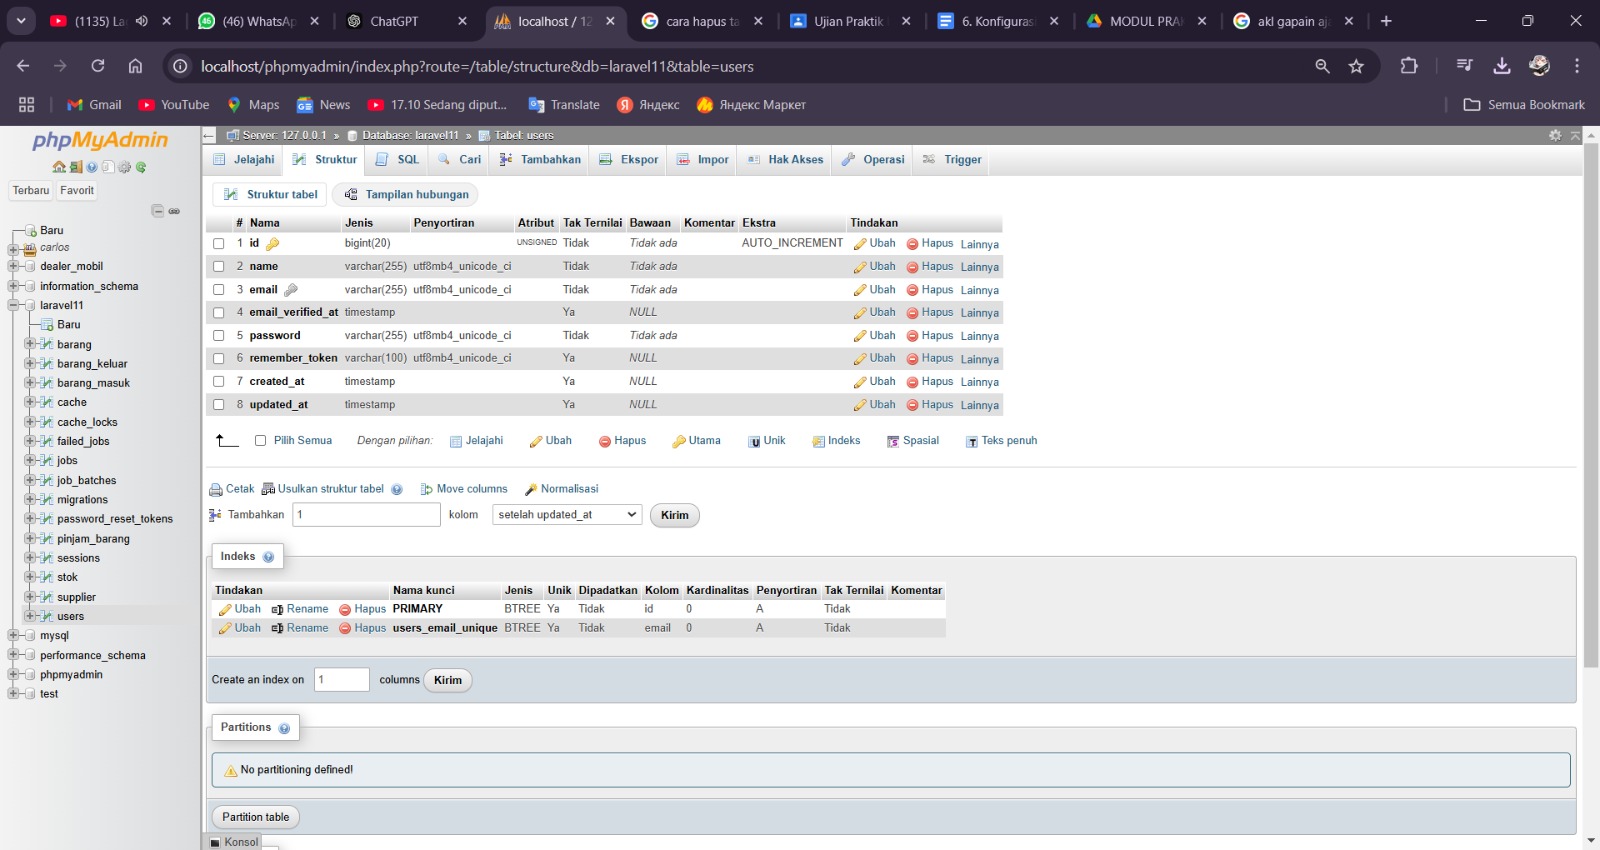 (1135) La
(46) WhatsAp
ChatGPT
localhost / 12
cara hapus ta
Ujian Praktik
6. Konfiguras
MODUL PRA
akl gapain aja
localhost/phpmyadmin/index.php?route=/table/structure&db=laravel11&table=users
Gmail
YouTube
Maps
News
17.10 Sedang diput...
Translate
Яндекс
Яндекс Маркет
Semua Bookmark
phpMyAdmin
Terbaru Favorit
Baru
carlos
dealer_mobil
information_schema
laravel11
Baru
barang
barang_keluar
barang_masuk
cache
cache_locks
failed_jobs
jobs
job_batches
migrations
password_reset_tokens
pinjam_barang
sessions
stok
supplier
users
mysql
performance_schema
phpmyadmin
test
Server: 127.0.0.1 » Database: laravel11 » Tabel: users
Jelajahi Struktur SQL Cari Tambahkan Ekspor Impor Hak Akses Operasi Trigger
Struktur tabel Tampilan hubungan
# Nama Jenis Penyortiran Atribut Tak Ternilai Bawaan Komentar Ekstra Tindakan
1 id bigint(20) UNSIGNED Tidak Tidak ada AUTO_INCREMENT Ubah Hapus Lainnya
2 name varchar(255) utf8mb4_unicode_ci Tidak Tidak ada Ubah Hapus Lainnya
3 email varchar(255) utf8mb4_unicode_ci Tidak Tidak ada Ubah Hapus Lainnya
4 email_verified_at timestamp Ya NULL Ubah Hapus Lainnya
5 password varchar(255) utf8mb4_unicode_ci Tidak Tidak ada Ubah Hapus Lainnya
6 remember_token varchar(100) utf8mb4_unicode_ci Ya NULL Ubah Hapus Lainnya
7 created_at timestamp Ya NULL Ubah Hapus Lainnya
8 updated_at timestamp Ya NULL Ubah Hapus Lainnya
Pilih Semua Dengan pilihan: Jelajahi Ubah Hapus Utama Unik Indeks Spasial Teks penuh
Cetak Usulkan struktur tabel Move columns Normalisasi
Tambahkan 1 kolom setelah updated_at Kirim
Indeks
Tindakan Nama kunci Jenis Unik Dipadatkan Kolom Kardinalitas Penyortiran Tak Ternilai Komentar
Ubah Rename Hapus PRIMARY BTREE Ya Tidak id 0 A Tidak
Ubah Rename Hapus users_email_unique BTREE Ya Tidak email 0 A Tidak
Create an index on 1 columns Kirim
Partitions
No partitioning defined!
Partition table
Konsol